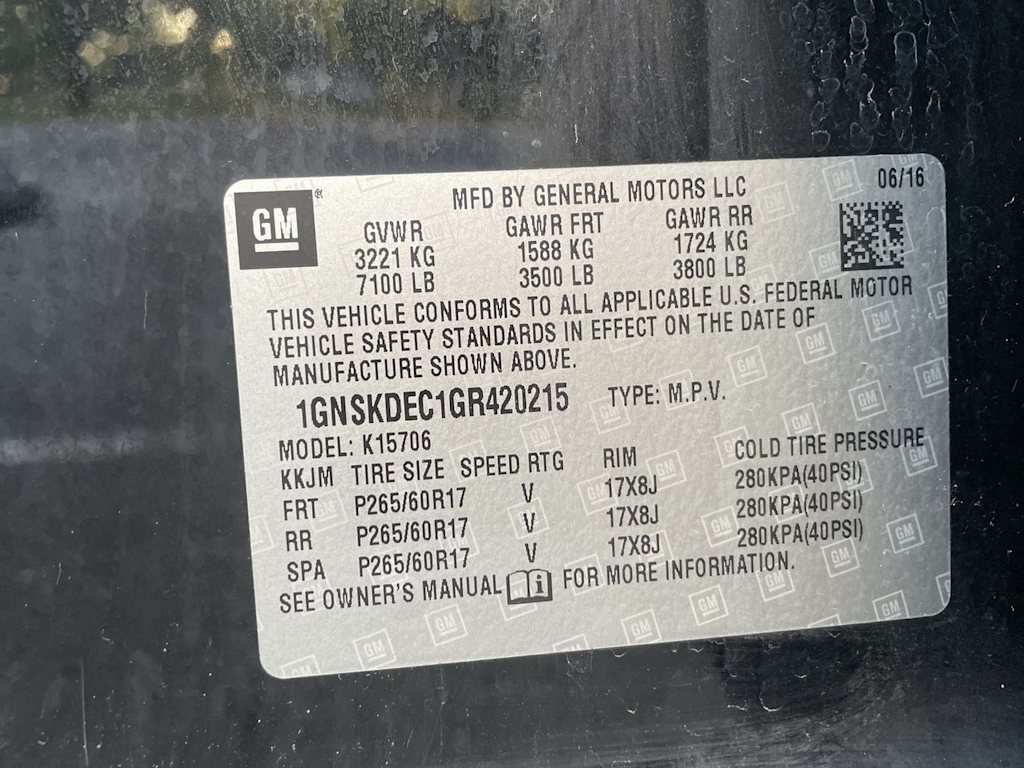 GM®
MFD BY GENERAL MOTORS LLC 06/16
GVWR GAWR FRT GAWR RR
3221 KG 1588 KG 1724 KG
7100 LB 3500 LB 3800 LB
THIS VEHICLE CONFORMS TO ALL APPLICABLE U.S. FEDERAL MOTOR
VEHICLE SAFETY STANDARDS IN EFFECT ON THE DATE OF
MANUFACTURE SHOWN ABOVE.
1GNSKDEC1GR420215 TYPE: M.P.V.
MODEL: K15706
KKJM TIRE SIZE SPEED RTG RIM COLD TIRE PRESSURE
FRT P265/60R17 V 17X8J 280KPA(40PSI)
RR P265/60R17 V 17X8J 280KPA(40PSI)
SPA P265/60R17 V 17X8J 280KPA(40PSI)
SEE OWNER'S MANUAL i FOR MORE INFORMATION.